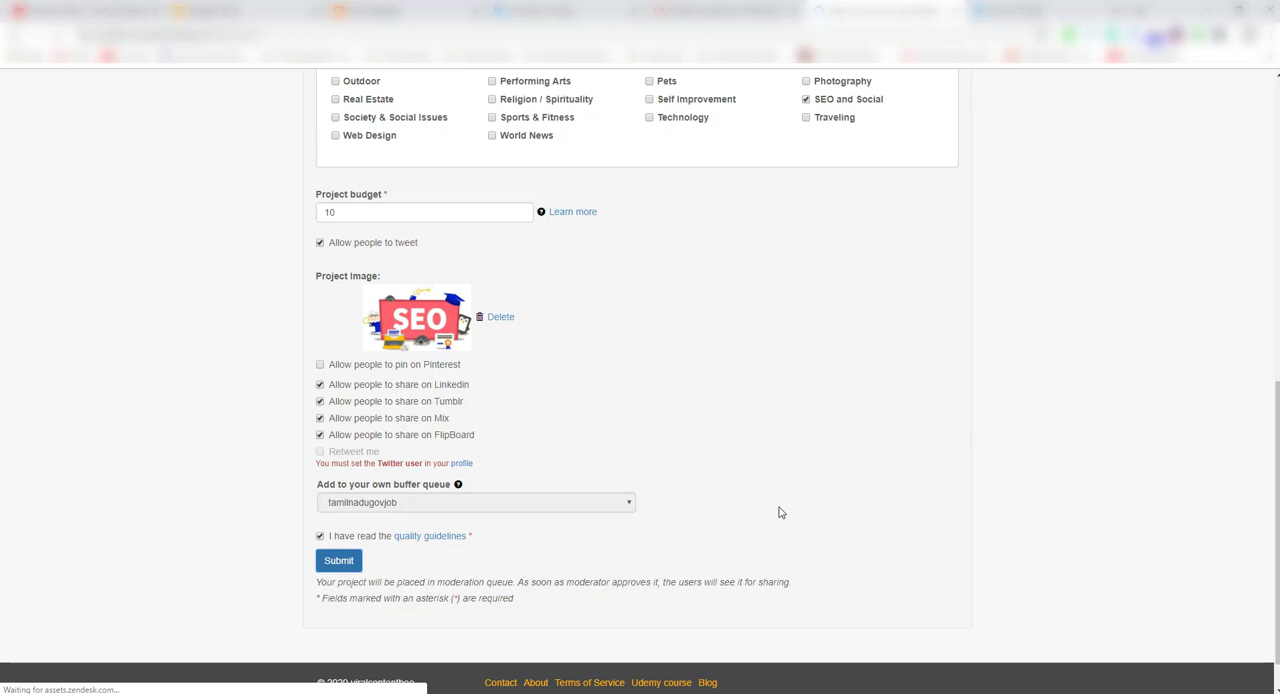 Outdoor Performing Arts Pets Photography
Real Estate Religion / Spirituality Self Improvement SEO and Social
Society & Social Issues Sports & Fitness Technology Traveling
Web Design World News
Project budget *
10 Learn more
Allow people to tweet
Project Image:
SEO
Delete
Allow people to pin on Pinterest
Allow people to share on Linkedin
Allow people to share on Tumblr
Allow people to share on Mix
Allow people to share on FlipBoard
Retweet me
You must set the Twitter user in your profile
Add to your own buffer queue
tamilnadugovjob
I have read the quality guidelines *
Submit
Your project will be placed in moderation queue. As soon as moderator approves it, the users will see it for sharing.
* Fields marked with an asterisk (*) are required
© 2020 viralcontentbee Contact About Terms of Service Udemy course Blog
Waiting for assets.zendesk.com...